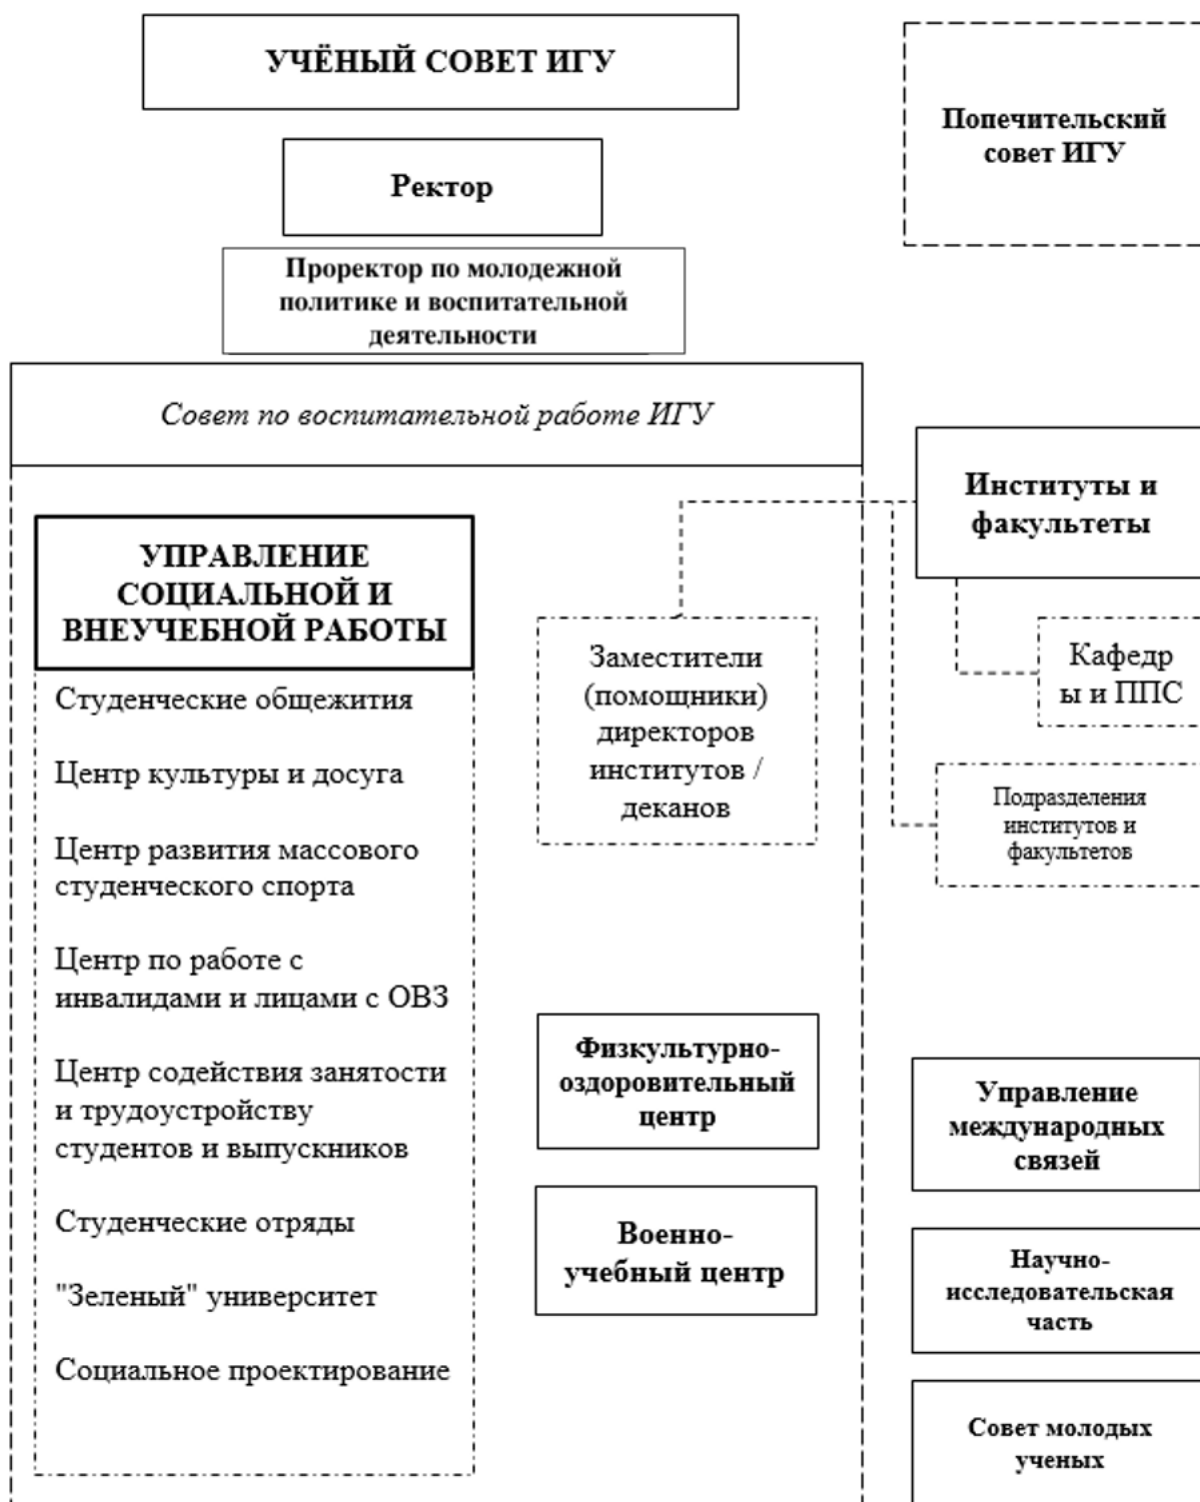 УЧЁНЫЙ СОВЕТ ИГУ
Попечительский
совет ИГУ
Ректор
Проректор по молодежной
политике и воспитательной
деятельности
Совет по воспитательной работе ИГУ
Институты и
факультеты
УПРАВЛЕНИЕ
СОЦИАЛЬНОЙ И
ВНЕУЧЕБНОЙ РАБОТЫ
Студенческие общежития
Центр культуры и досуга
Центр развития массового
студенческого спорта
Центр по работе с
инвалидами и лицами с ОВЗ
Центр содействия занятости
и трудоустройству
студентов и выпускников
Студенческие отряды
"Зеленый" университет
Социальное проектирование
Заместители
(помощники)
директоров
институтов /
деканов
Кафедр
ы и ППС
Подразделения
институтов и
факультетов
Физкультурно-
оздоровительный
центр
Военно-
учебный центр
Управление
международных
связей
Научно-
исследовательская
часть
Совет молодых
ученых